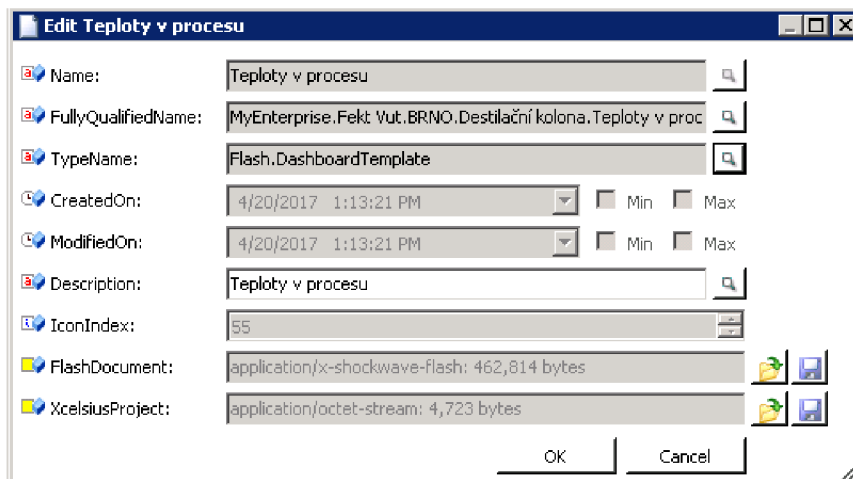 Edit Teploty v procesu
Name: Teploty v procesu
FullyQualifiedName: MyEnterprise.Fekt Vut.BRNO.Destilační kolona.Teploty v proc
TypeName: Flash.DashboardTemplate
CreatedOn: 4/20/2017 1:13:21 PM Min Max
ModifiedOn: 4/20/2017 1:13:21 PM Min Max
Description: Teploty v procesu
IconIndex: 55
FlashDocument: application/x-shockwave-flash: 462,814 bytes
XcelsiusProject: application/octet-stream: 4,723 bytes
OK Cancel